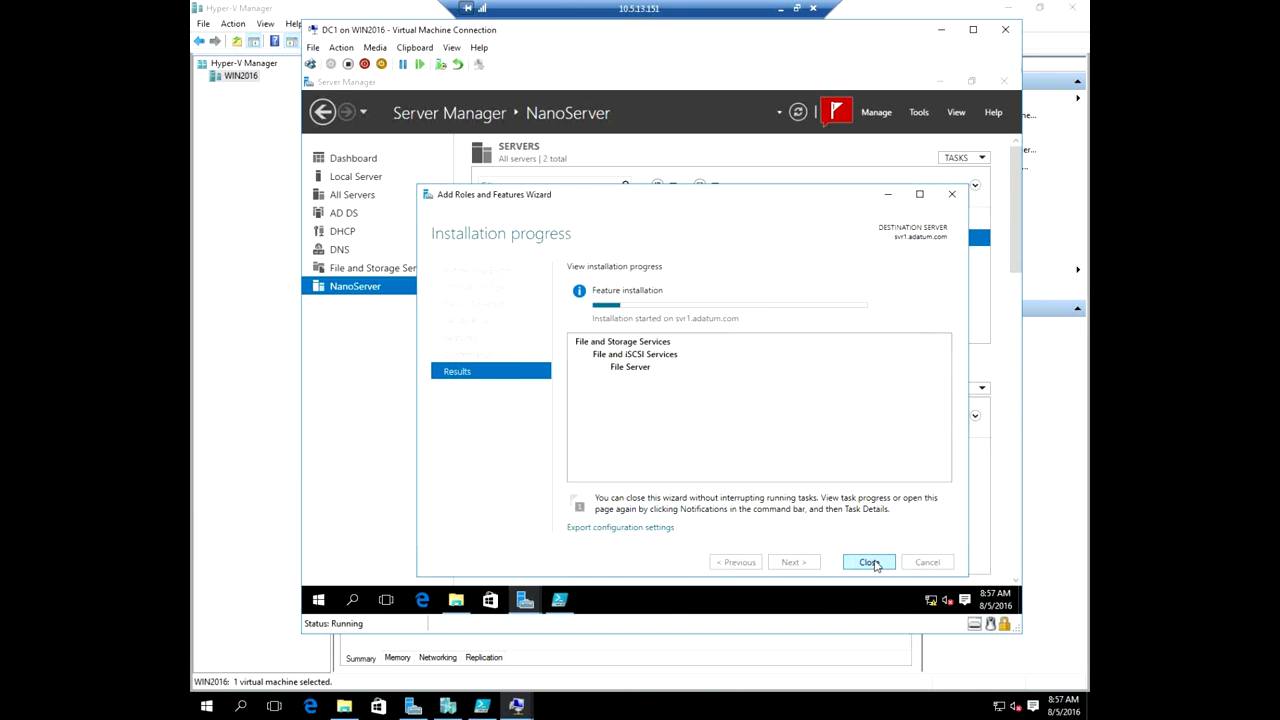 Hyper-V Manager
10.5.13.151
File Action View Help
DC1 on WIN2016 - Virtual Machine Connection
File Action Media Clipboard View Help
Hyper-V Manager
WIN2016
Server Manager
Server Manager ‣ NanoServer
Manage Tools View Help
Dashboard
Local Server
All Servers
AD DS
DHCP
DNS
File and Storage Ser
NanoServer
SERVERS
All servers | 2 total
TASKS
Add Roles and Features Wizard
Installation progress
DESTINATION SERVER
svr1.adatum.com
Results
View installation progress
Feature installation
Installation started on svr1.adatum.com
File and Storage Services
File and iSCSI Services
File Server
1
You can close this wizard without interrupting running tasks. View task progress or open this
page again by clicking Notifications in the command bar, and then Task Details.
Export configuration settings
< Previous Next > Close Cancel
8:57 AM
8/5/2016
Status: Running
Summary Memory Networking Replication
WIN2016: 1 virtual machine selected.
8:57 AM
8/5/2016